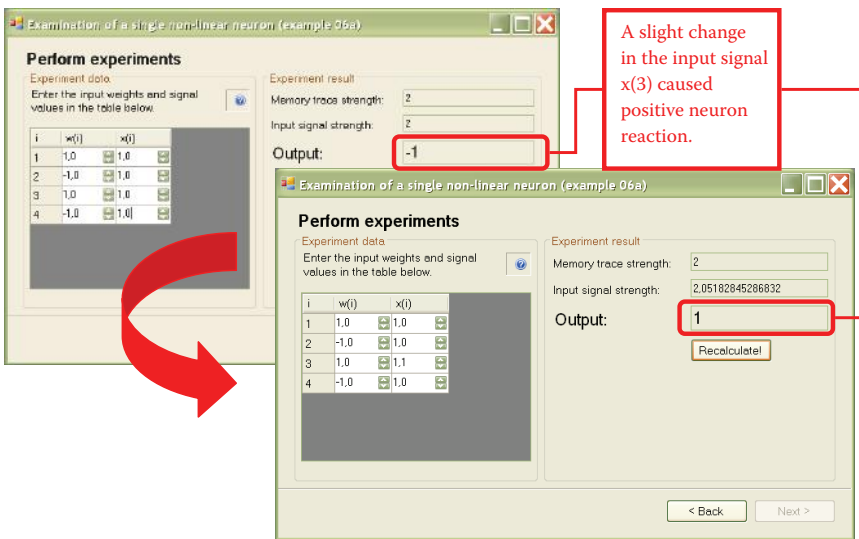 Examination of a single non-linear neuron (example 06a)
Perform experiments
Experiment data
Enter the input weights and signal
values in the table below.
i w(i) x(i)
1 1,0 1,0
2 -1,0 1,0
3 1,0 1,0
4 -1,0 1,0
Experiment result
Memory trace strength: 2
Input signal strength: 2
Output: -1
A slight change
in the input signal
x(3) caused
positive neuron
reaction.
Examination of a single non-linear neuron (example 06a)
Perform experiments
Experiment data
Enter the input weights and signal
values in the table below.
i w(i) x(i)
1 1,0 1,0
2 -1,0 1,0
3 1,0 1,1
4 -1,0 1,0
Experiment result
Memory trace strength: 2
Input signal strength: 2,05182845286832
Output: 1
Recalculate!
< Back Next >